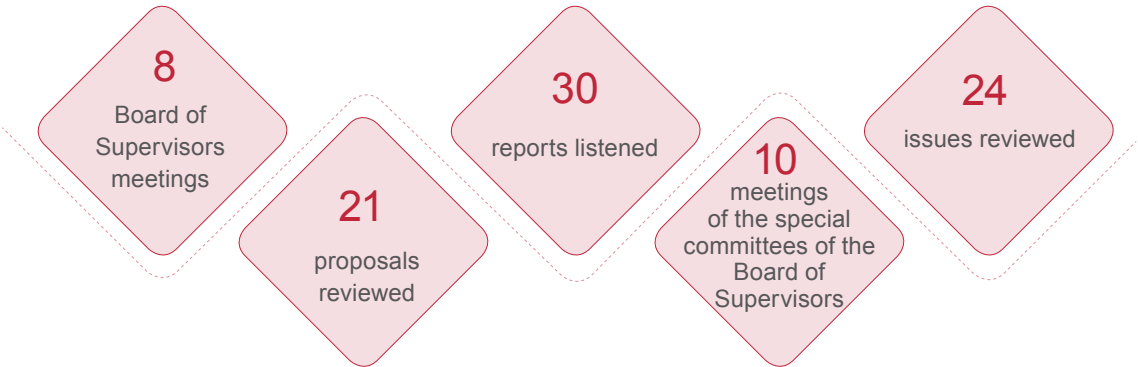 8
Board of
Supervisors
meetings
21
proposals
reviewed
30
reports listened
10
meetings
of the special
committees of the
Board of
Supervisors
24
issues reviewed